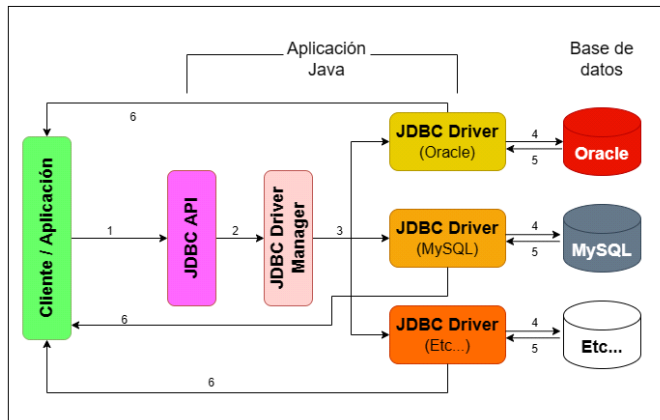 Aplicación
Java
Base de
datos
Cliente / Aplicación
1
JDBC API
2
JDBC Driver
Manager
3
6
JDBC Driver
(Oracle)
4
5
Oracle
6
JDBC Driver
(MySQL)
4
5
MySQL
6
JDBC Driver
(Etc...)
4
5
Etc...